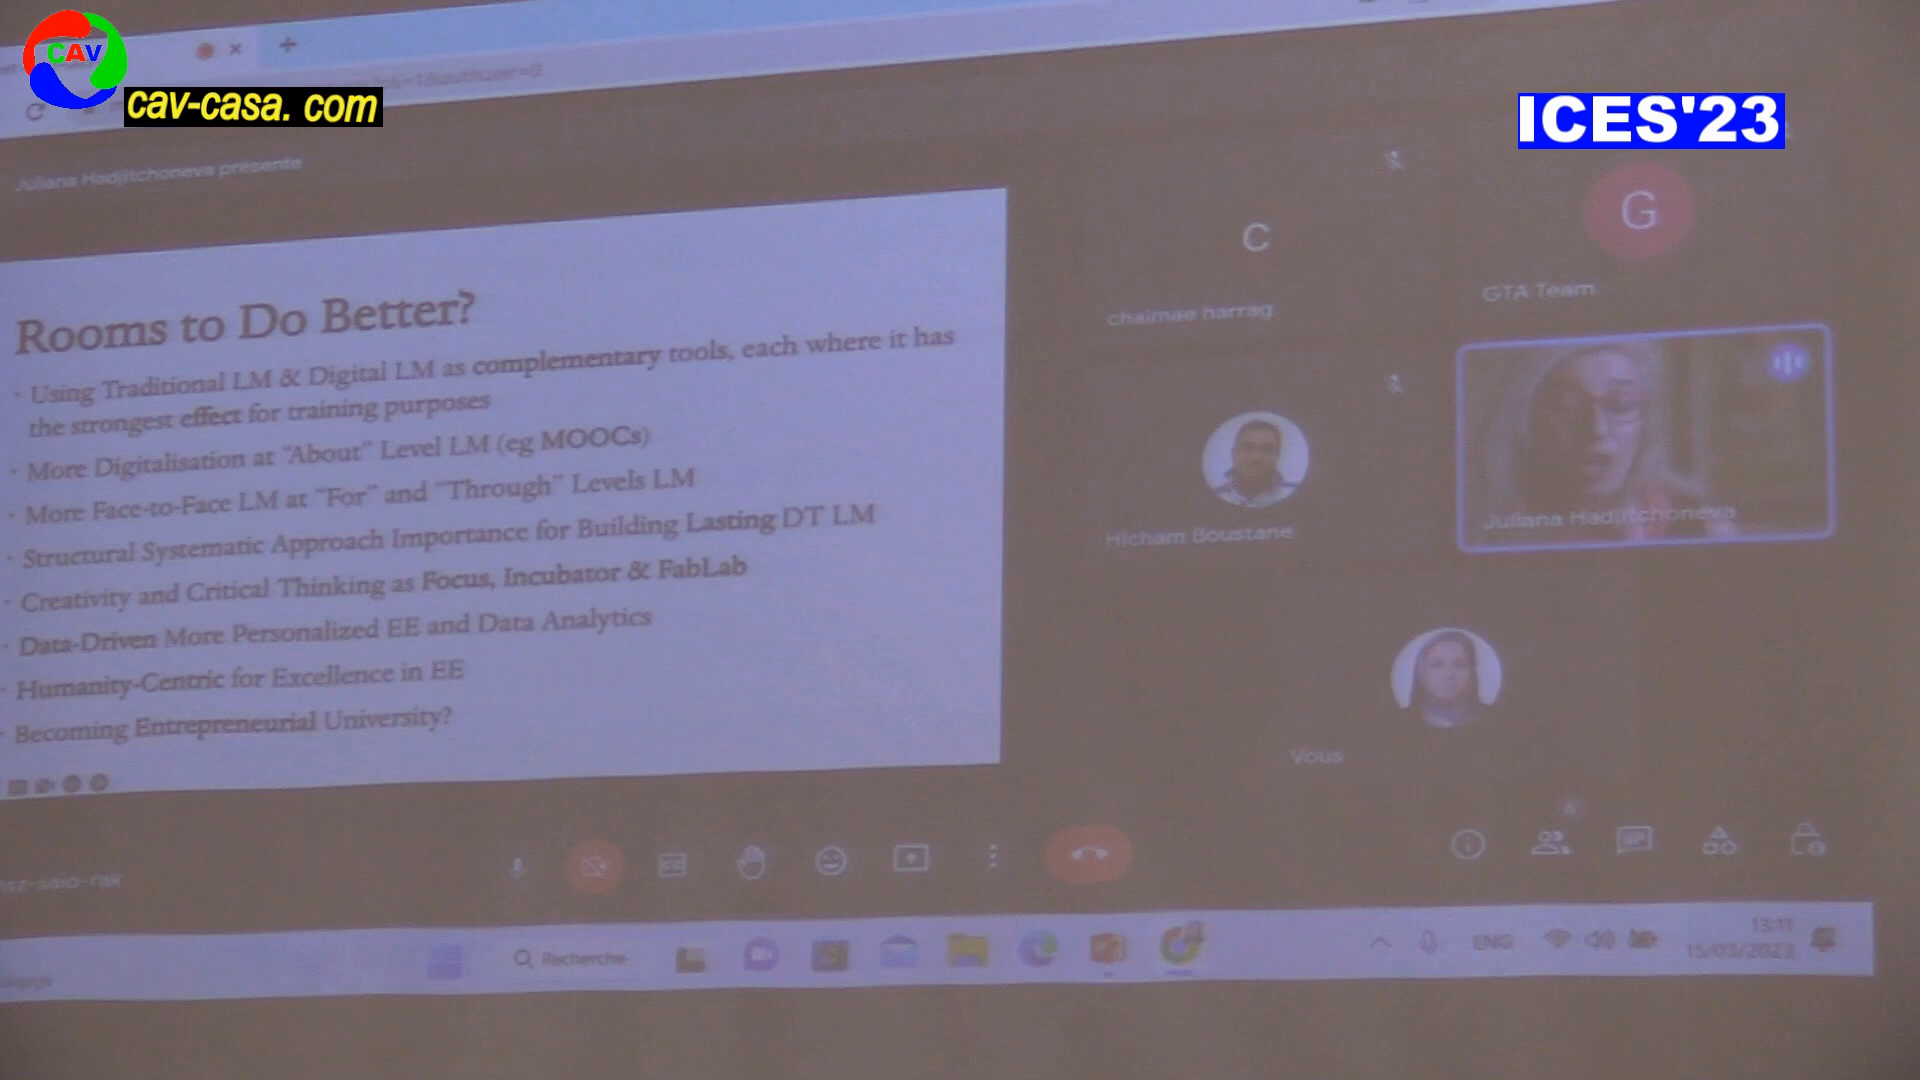 CAV
cav-casa. com
ICES'23
Juliana Hadjitchoneva présente
Rooms to Do Better?
· Using Traditional LM & Digital LM as complementary tools, each where it has
the strongest effect for training purposes
· More Digitalisation at "About" Level LM (eg MOOCs)
· More Face-to-Face LM at "For" and "Through" Levels LM
· Structural Systematic Approach Importance for Building Lasting DT LM
· Creativity and Critical Thinking as Focus, Incubator & FabLab
· Data-Driven More Personalized EE and Data Analytics
· Humanity-Centric for Excellence in EE
· Becoming Entrepreneurial University?
C
chaimae harrag
G
GTA Team
Hicham Boustane
Juliana Hadjitchoneva
Vous
Recherche
ENG
13:11
15/03/2023